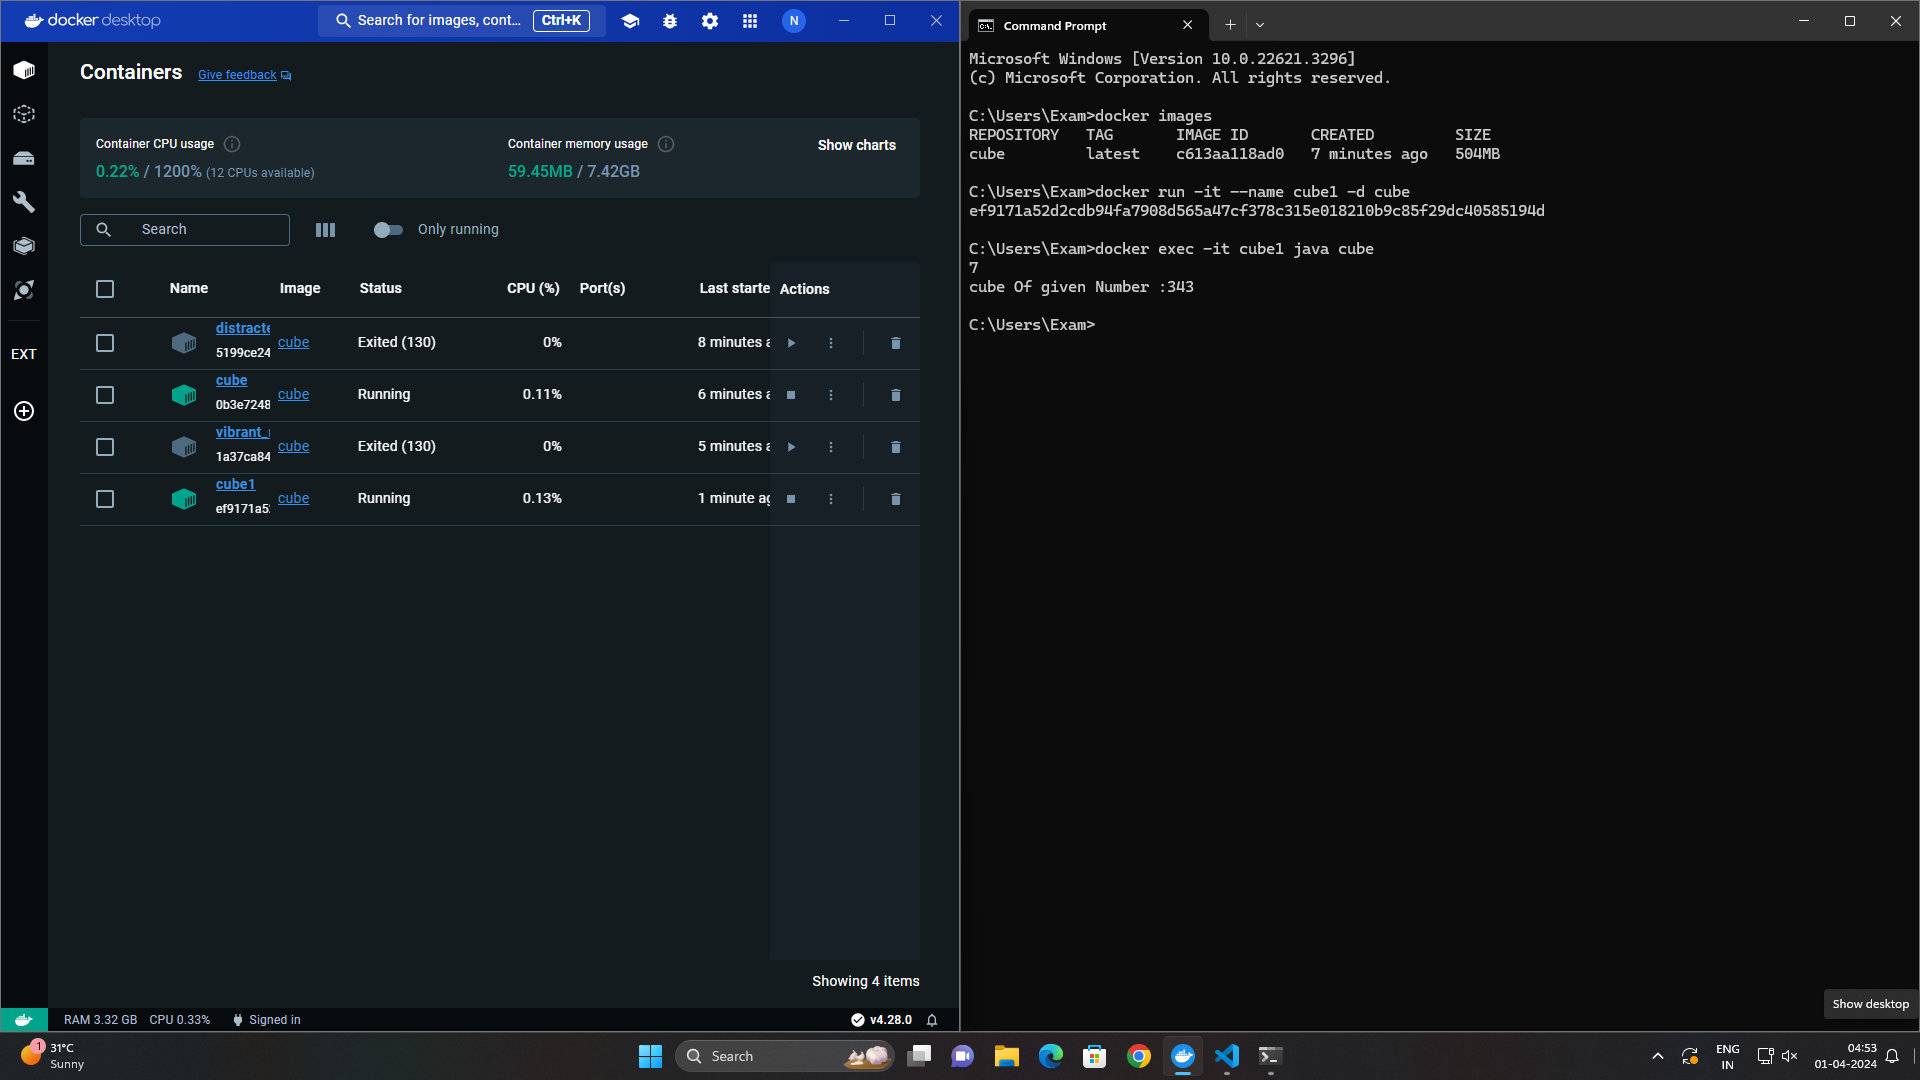 docker desktop
Search for images, cont... Ctrl+K
N
Containers Give feedback
Container CPU usage
0.22% / 1200% (12 CPUs available)
Container memory usage
59.45MB / 7.42GB
Show charts
Search
Only running
Name Image Status CPU (%) Port(s) Last starte Actions
distracte
5199ce24 cube Exited (130) 0% 8 minutes a
cube
0b3e7248 cube Running 0.11% 6 minutes a
vibrant_
1a37ca84 cube Exited (130) 0% 5 minutes a
cube1
ef9171a5 cube Running 0.13% 1 minute ag
EXT
Showing 4 items
RAM 3.32 GB CPU 0.33% Signed in v4.28.0
Command Prompt
Microsoft Windows [Version 10.0.22621.3296]
(c) Microsoft Corporation. All rights reserved.
C:\Users\Exam>docker images
REPOSITORY TAG IMAGE ID CREATED SIZE
cube latest c613aa118ad0 7 minutes ago 504MB
C:\Users\Exam>docker run -it --name cube1 -d cube
ef9171a52d2cdb94fa7908d565a47cf378c315e018210b9c85f29dc40585194d
C:\Users\Exam>docker exec -it cube1 java cube
7
cube Of given Number :343
C:\Users\Exam>
Show desktop
1
31°C
Sunny
Search
ENG
IN
04:53
01-04-2024